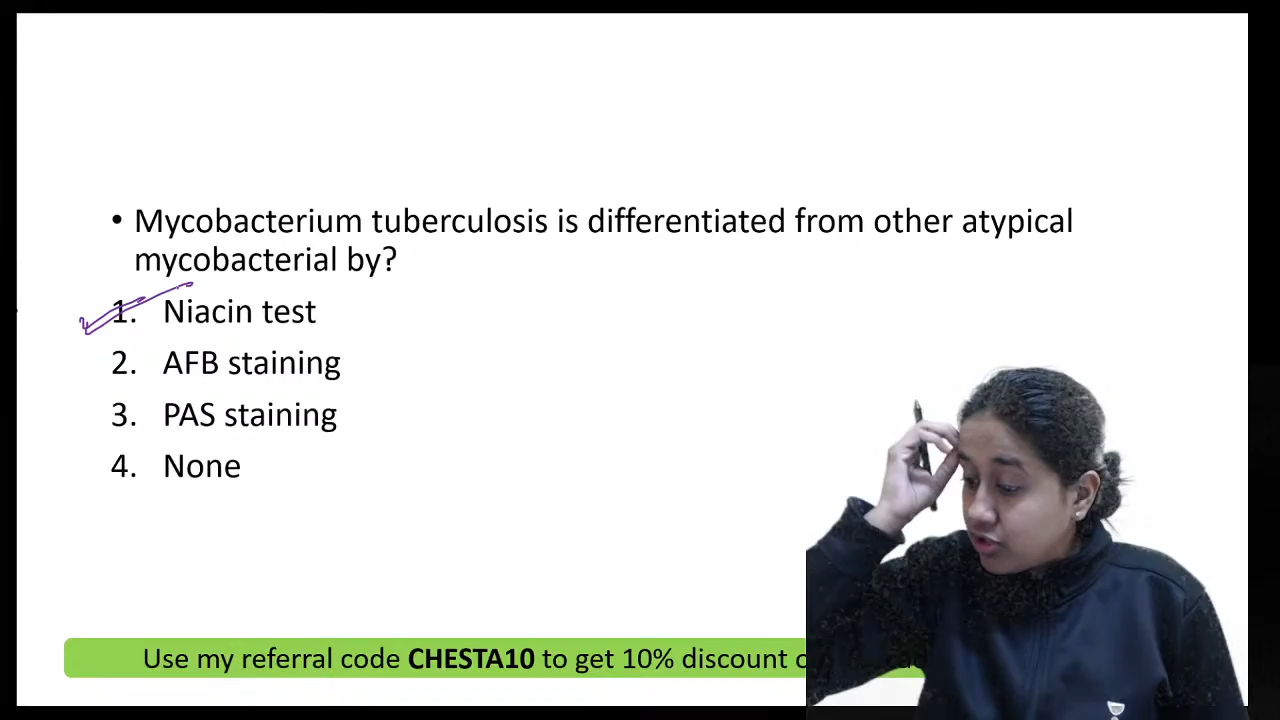 • Mycobacterium tuberculosis is differentiated from other atypical
mycobacterial by?
1. Niacin test
2. AFB staining
3. PAS staining
4. None
Use my referral code CHESTA10 to get 10% discount